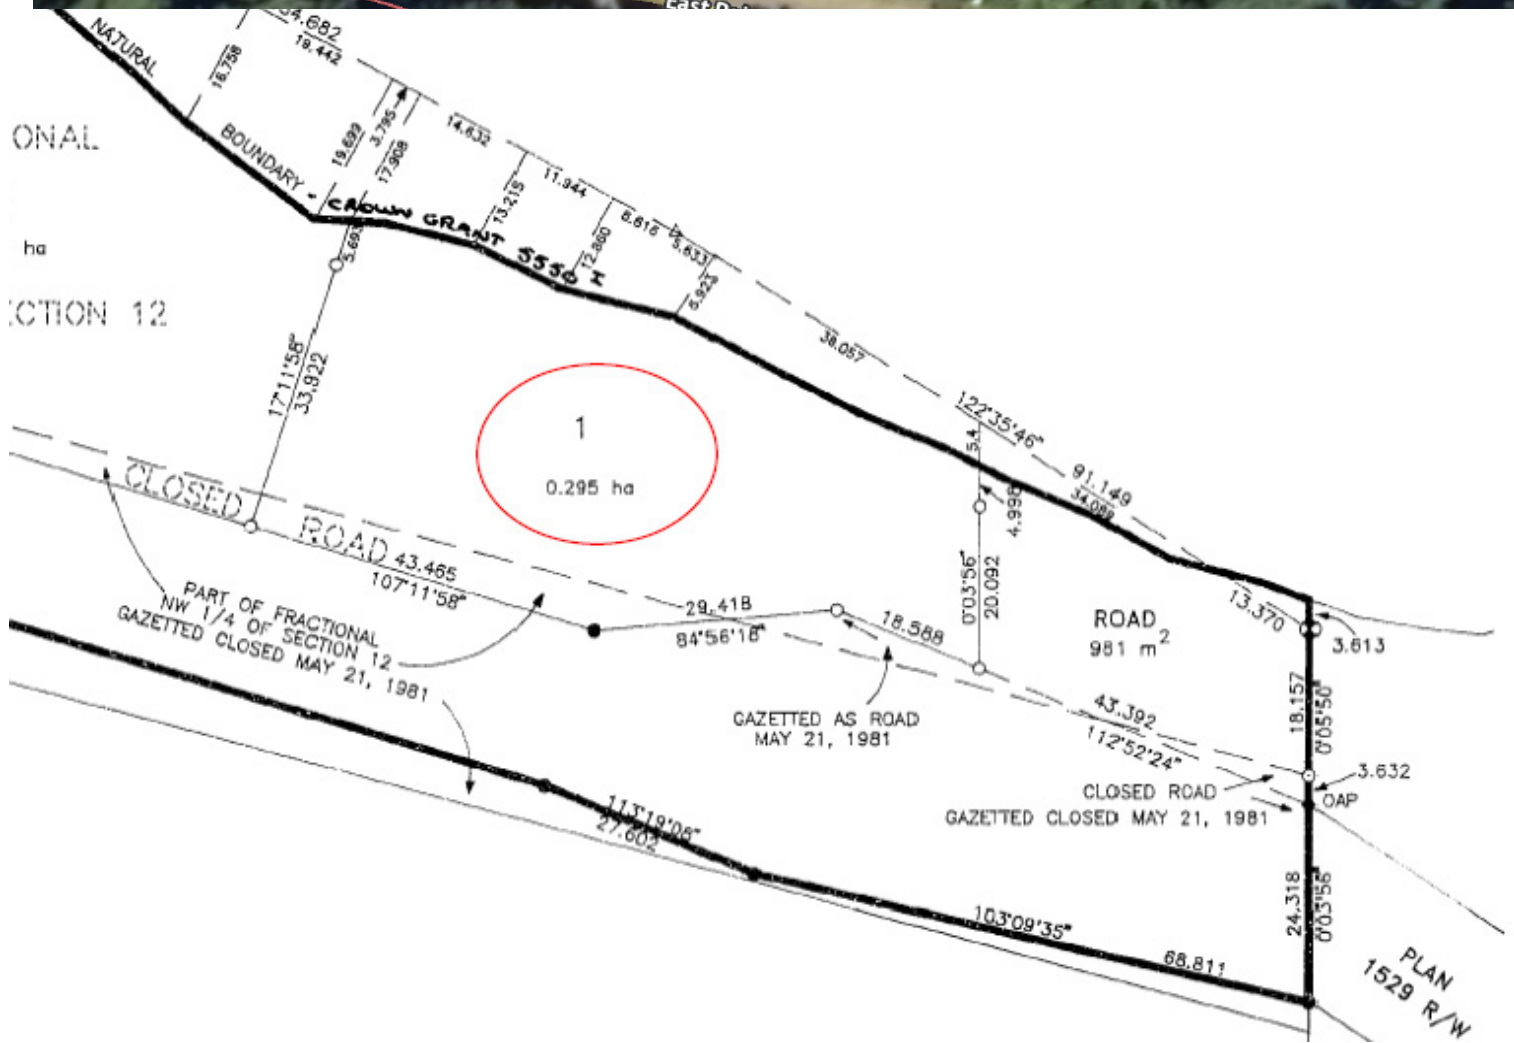 NATURAL
16.758
19.442
ONAL
BOUNDARY -
19.699
3.795
17.908
14.632
11.944
13.215
8.616
5.633
CROWN GRANT 5550 I
12.860
5.923
5.693
ha
CTION 12
38.057
17°11'58"
33.922
1
0.295 ha
122°35'46"
5.4
91.149
34.089
4.996
0°03'56"
20.092
CLOSED ROAD
43.465
107°11'58"
PART OF FRACTIONAL
NW 1/4 OF SECTION 12
GAZETTED CLOSED MAY 21, 1981
29.418
84°56'18"
18.588
ROAD
981 m2
13.370
3.613
18.157
0°05'50"
GAZETTED AS ROAD
MAY 21, 1981
43.392
112°52'24"
3.632
CLOSED ROAD
GAZETTED CLOSED MAY 21, 1981
OAP
113°19'08"
27.602
24.318
0°03'56"
103°09'35"
68.811
PLAN
1529 R/W